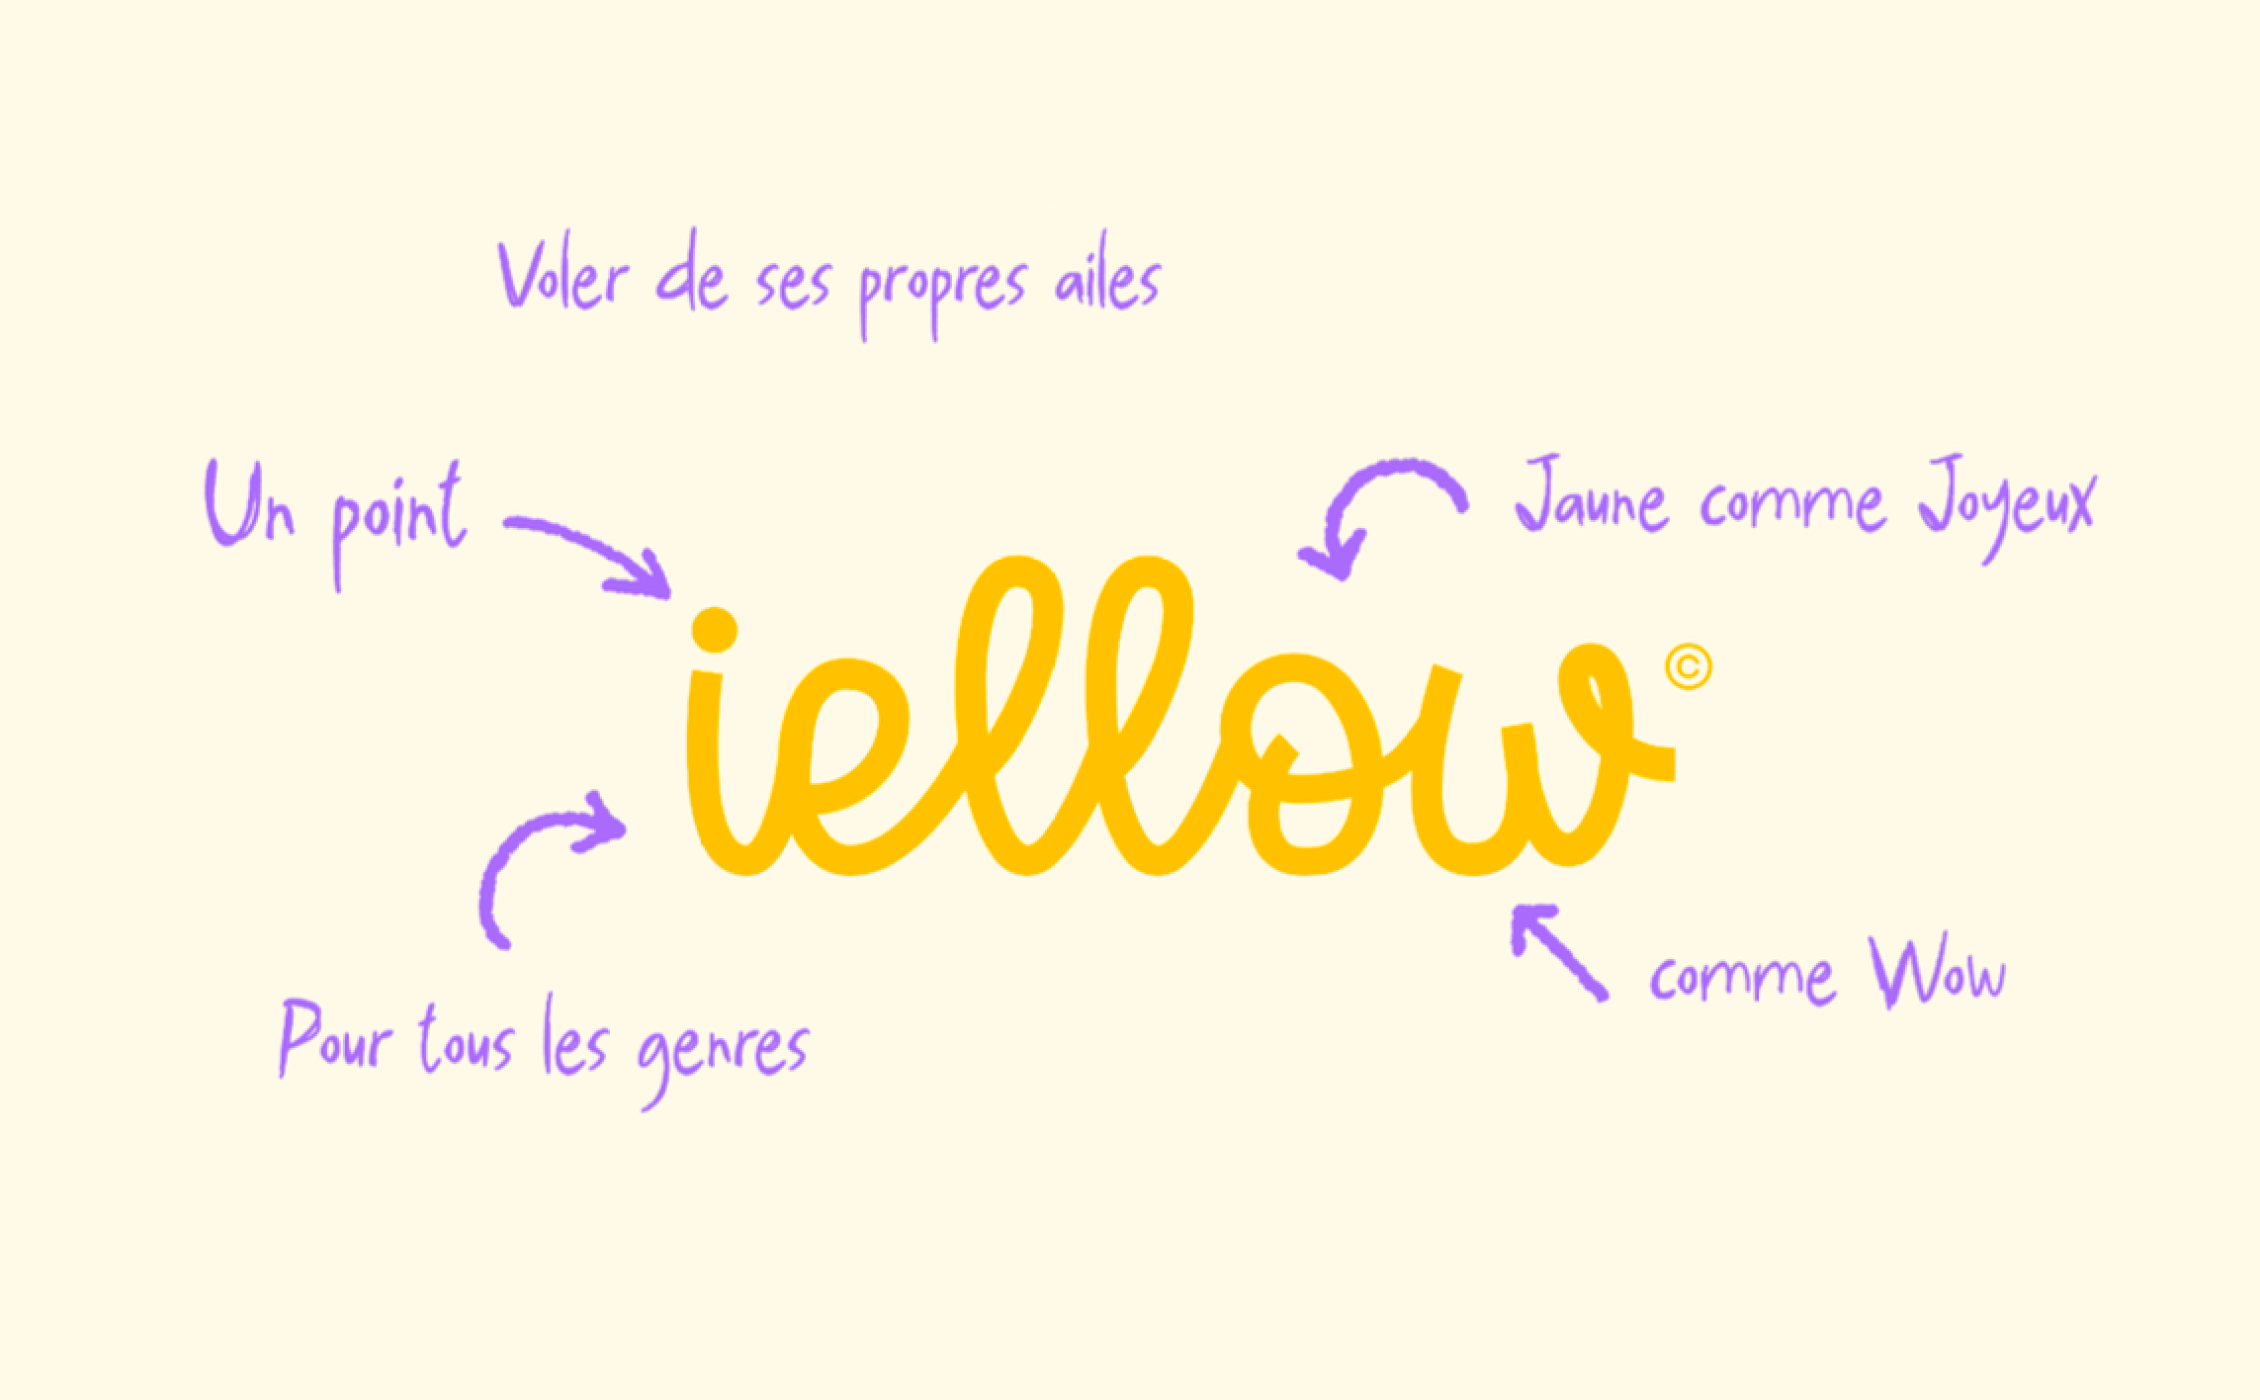 Voler de ses propres ailes
Un point
Jaune comme Joyeux
iellow©
Pour tous les genres
comme Wow